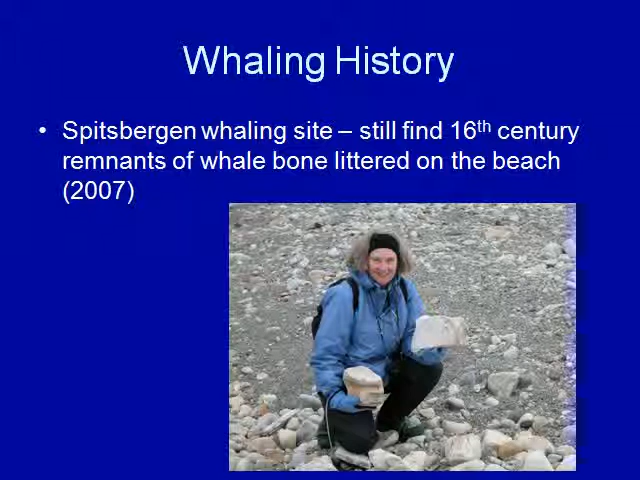 Whaling History
• Spitsbergen whaling site – still find 16th century
remnants of whale bone littered on the beach
(2007)